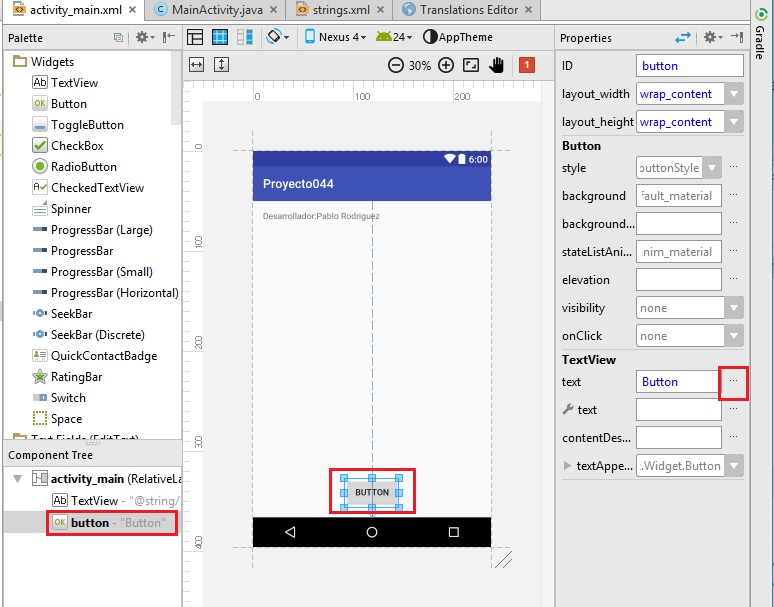 activity_main.xml × MainActivity.java × strings.xml × Translations Editor ×
Palette
Nexus 4 24 AppTheme
Properties
Gradle
Widgets
TextView
Button
ToggleButton
CheckBox
RadioButton
CheckedTextView
Spinner
ProgressBar (Large)
ProgressBar
ProgressBar (Small)
ProgressBar (Horizontal)
SeekBar
SeekBar (Discrete)
QuickContactBadge
RatingBar
Switch
Space
Text Fields (EditText)
Component Tree
activity_main (RelativeLa
Ab TextView - "@string/
OK button - "Button"
30% 1
0 100 200
0
100
200
300
400
6:00
Proyecto044
Desarrollador:Pablo Rodriguez
BUTTON
ID button
layout_width wrap_content
layout_height wrap_content
Button
style buttonStyle ...
background fault_material ...
background... ...
stateListAni... nim_material ...
elevation ...
visibility none
onClick none
TextView
text Button ...
text ...
contentDes... ...
textAppe... :.Widget.Button